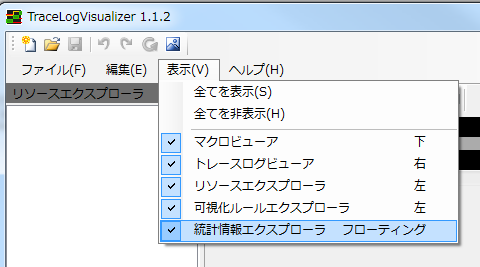 TraceLogVisualizer 1.1.2
ファイル(F) 編集(E) 表示(V) ヘルプ(H)
リソースエクスプローラ
全てを表示(S)
全てを非表示(H)
マクロビューア 下
トレースログビューア 右
リソースエクスプローラ 左
可視化ルールエクスプローラ 左
統計情報エクスプローラ フローティング